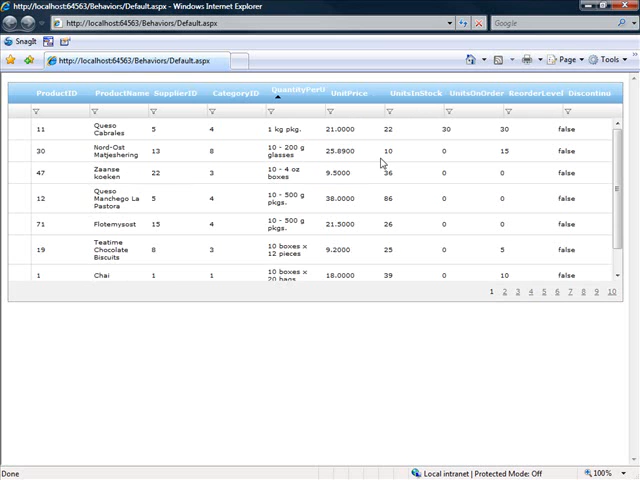 http://localhost:64563/Behaviors/Default.aspx - Windows Internet Explorer
http://localhost:64563/Behaviors/Default.aspx Google
SnagIt
http://localhost:64563/Behaviors/Default.aspx Page Tools
ProductID ProductName SupplierID CategoryID QuantityPerU UnitPrice UnitsInStock UnitsOnOrder ReorderLevel Discontinu
11 Queso Cabrales 5 4 1 kg pkg. 21.0000 22 30 30 false
30 Nord-Ost Matjeshering 13 8 10 - 200 g glasses 25.8900 10 0 15 false
47 Zaanse koeken 22 3 10 - 4 oz boxes 9.5000 36 0 0 false
12 Queso Manchego La Pastora 5 4 10 - 500 g pkgs. 38.0000 86 0 0 false
71 Flotemysost 15 4 10 - 500 g pkgs. 21.5000 26 0 0 false
19 Teatime Chocolate Biscuits 8 3 10 boxes x 12 pieces 9.2000 25 0 5 false
1 Chai 1 1 10 boxes x 20 bags 18.0000 39 0 10 false
1 2 3 4 5 6 7 8 9 10
Done Local intranet | Protected Mode: Off 100%